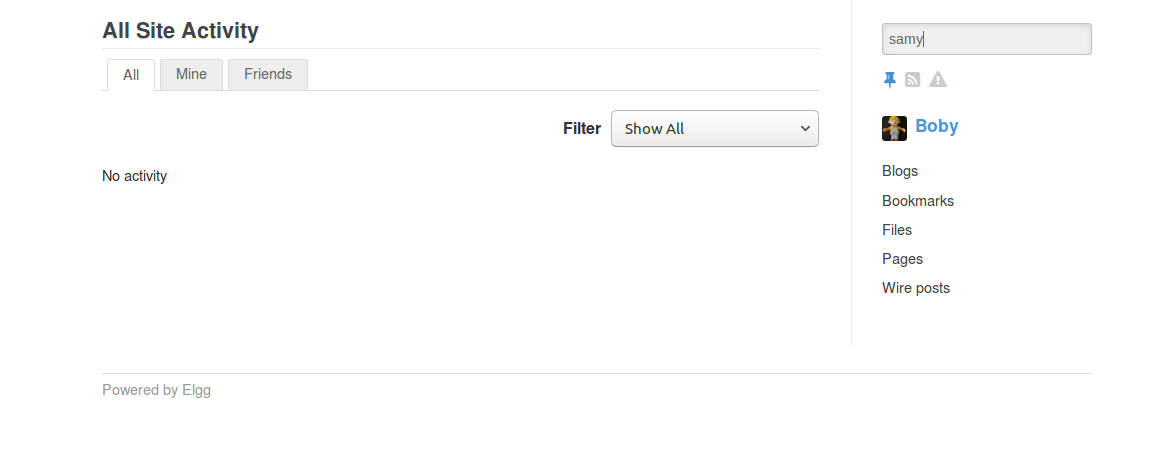 All Site Activity
All
Mine
Friends
Filter
Show All
No activity
samy
Boby
Blogs
Bookmarks
Files
Pages
Wire posts
Powered by Elgg